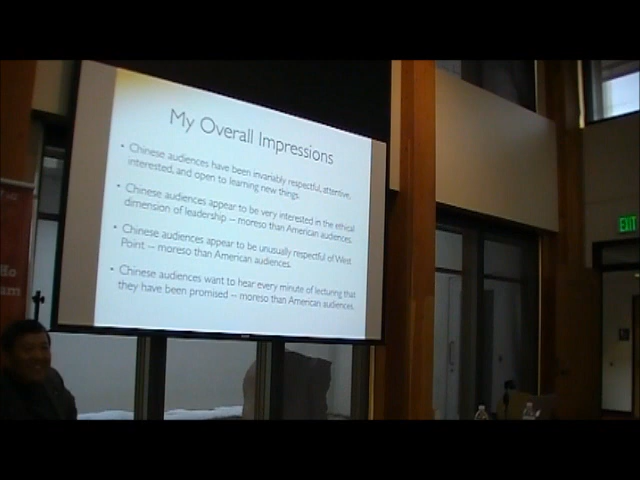 My Overall Impressions
• Chinese audiences have been invariably respectful, attentive,
interested, and open to learning new things.
• Chinese audiences appear to be very interested in the ethical
dimension of leadership -- moreso than American audiences.
• Chinese audiences appear to be unusually respectful of West
Point -- moreso than American audiences.
• Chinese audiences want to hear every minute of lecturing that
they have been promised -- moreso than American audiences.
EXIT
Ho
am